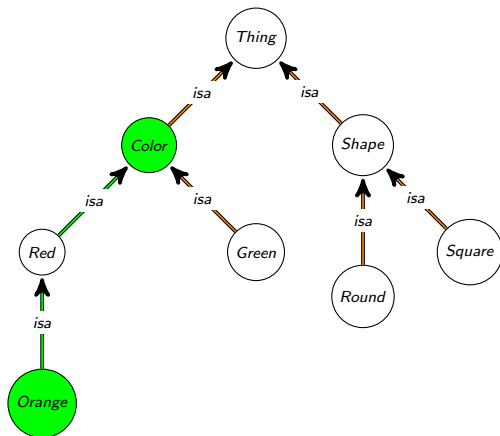 Thing
isa
isa
Color
Shape
isa
isa
isa
isa
Red
Green
Square
Round
isa
Orange